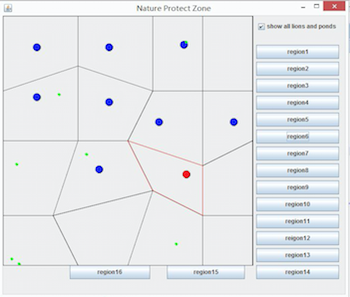 Nature Protect Zone
show all lions and ponds
region1
region2
region3
region4
region5
region6
region7
region8
region9
region10
region11
region12
region13
region16 region15 region14